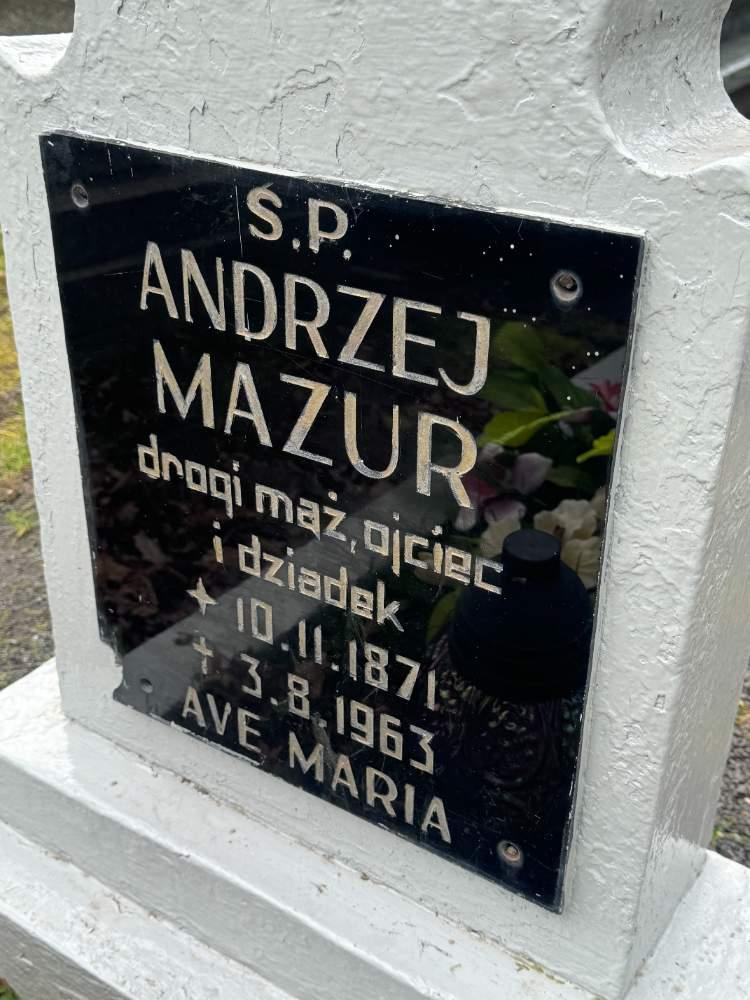 S.P.
ANDRZEJ
MAZUR
drogi mąż, ojciec
i dziadek
10.11.1871
✝ 3.8.1963
AVE MARIA